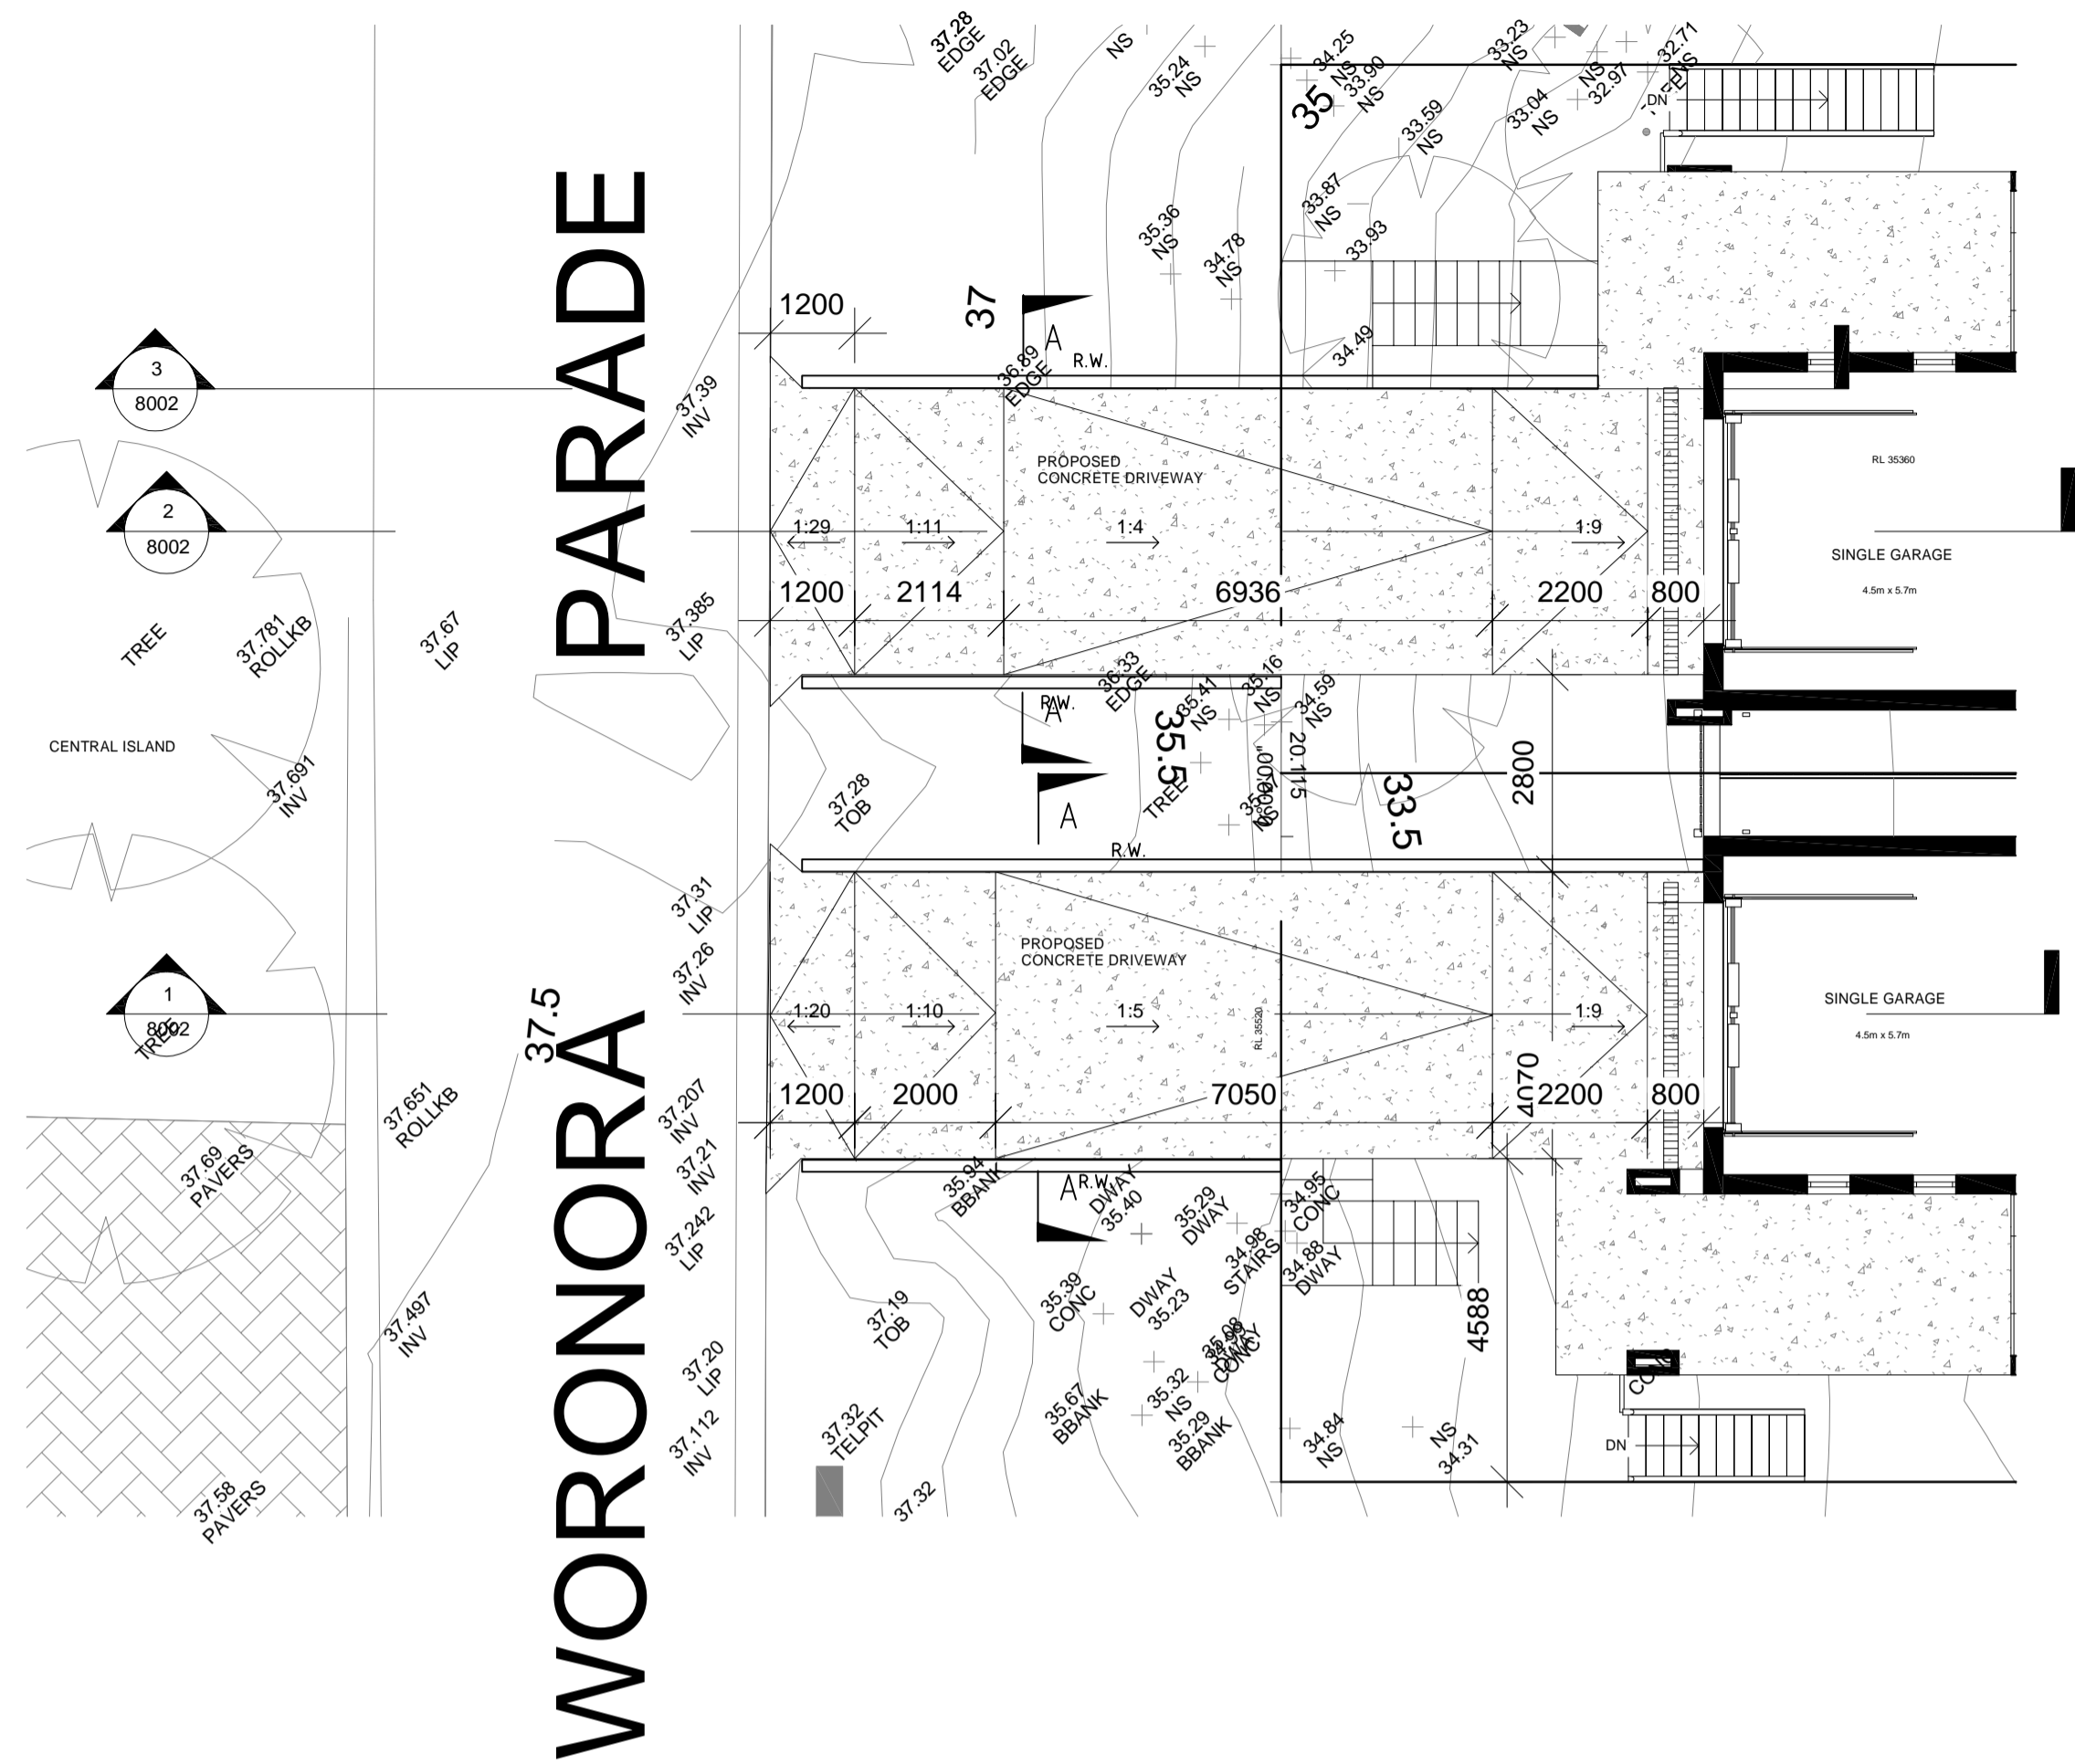 37.28
EDGE
37.02
EDGE
NS
35.24
NS
34.25
NS
33.90
NS
35
33.23
NS
NS
32.97
32.71
NS
33.04
NS
33.59
NS
DN
PARADE
35.36
NS
34.78
NS
33.87
NS
33.93
34.49
1200
37
A
R.W.
36.89
EDGE
3
8002
37.39
INV
2
8002
PROPOSED
CONCRETE DRIVEWAY
RL 35360
1:29
1:11
1:4
1:9
SINGLE GARAGE
4.5m x 5.7m
1200
2114
6936
2200
800
TREE
37.781
ROLLKB
37.67
LIP
37.385
LIP
36.33
EDGE
35.41
NS
35.16
NS
34.59
NS
R.W.
A
35.5
CENTRAL ISLAND
37.691
INV
37.28
TOB
TREE
20.115
33.5
2800
A
R.W.
37.31
LIP
37.26
INV
PROPOSED
CONCRETE DRIVEWAY
1
8002
TREE
37.5
1:20
1:10
1:5
RL 35520
1:9
SINGLE GARAGE
4.5m x 5.7m
1200
2000
7050
4070
2200
800
37.651
ROLLKB
37.207
INV
37.21
INV
37.69
PAVERS
35.94
BBANK
A
R.W.
DWAY
35.40
35.29
DWAY
34.95
CONC
37.242
LIP
34.98
STAIRS
34.88
DWAY
35.39
CONC
DWAY
35.23
37.497
INV
37.19
TOB
4588
35.08
DWAY
CONC
37.20
LIP
35.67
BBANK
35.32
NS
35.29
BBANK
37.112
INV
37.32
TELPIT
34.84
NS
NS
34.31
DN
37.58
PAVERS
37.32
WORONORA